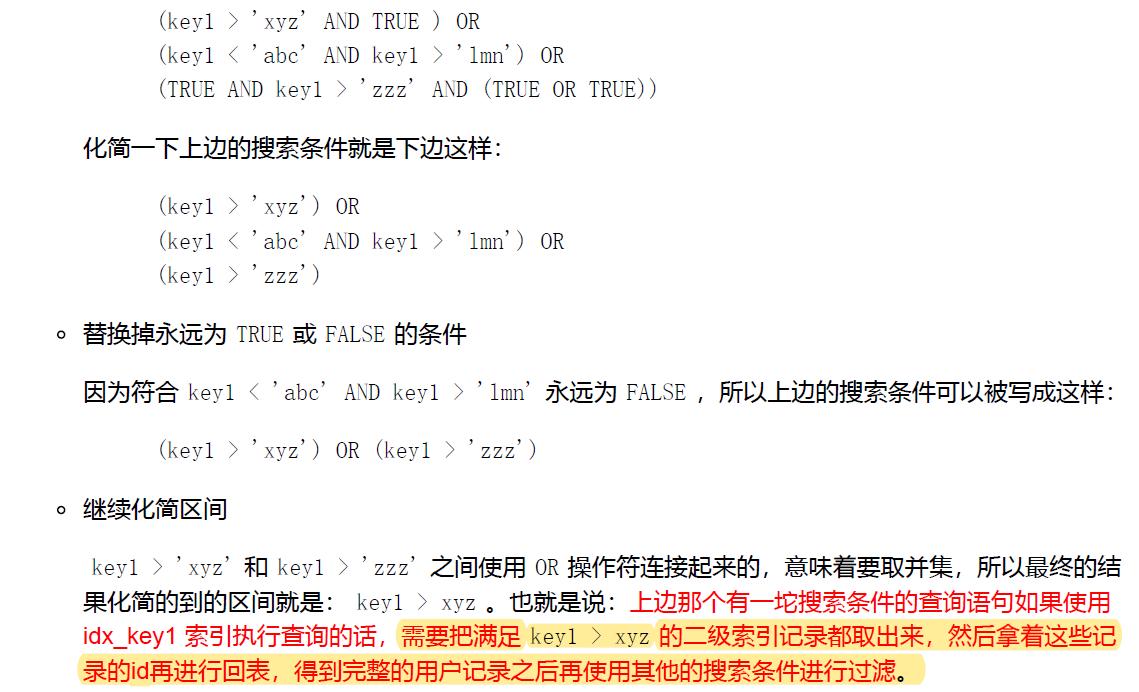 (key1 > 'xyz' AND TRUE ) OR
(key1 < 'abc' AND key1 > 'lmn') OR
(TRUE AND key1 > 'zzz' AND (TRUE OR TRUE))
化简一下上边的搜索条件就是下边这样：
(key1 > 'xyz') OR
(key1 < 'abc' AND key1 > 'lmn') OR
(key1 > 'zzz')
替换掉永远为 TRUE 或 FALSE 的条件
因为符合 key1 < 'abc' AND key1 > 'lmn' 永远为 FALSE ，所以上边的搜索条件可以被写成这样：
(key1 > 'xyz') OR (key1 > 'zzz')
继续化简区间
key1 > 'xyz' 和 key1 > 'zzz' 之间使用 OR 操作符连接起来的，意味着要取并集，所以最终的结
果化简的到的区间就是： key1 > xyz 。也就是说：上边那个有一坨搜索条件的查询语句如果使用
idx_key1 索引执行查询的话，需要把满足 key1 > xyz 的二级索引记录都取出来，然后拿着这些记
录的id再进行回表，得到完整的用户记录之后再使用其他的搜索条件进行过滤。